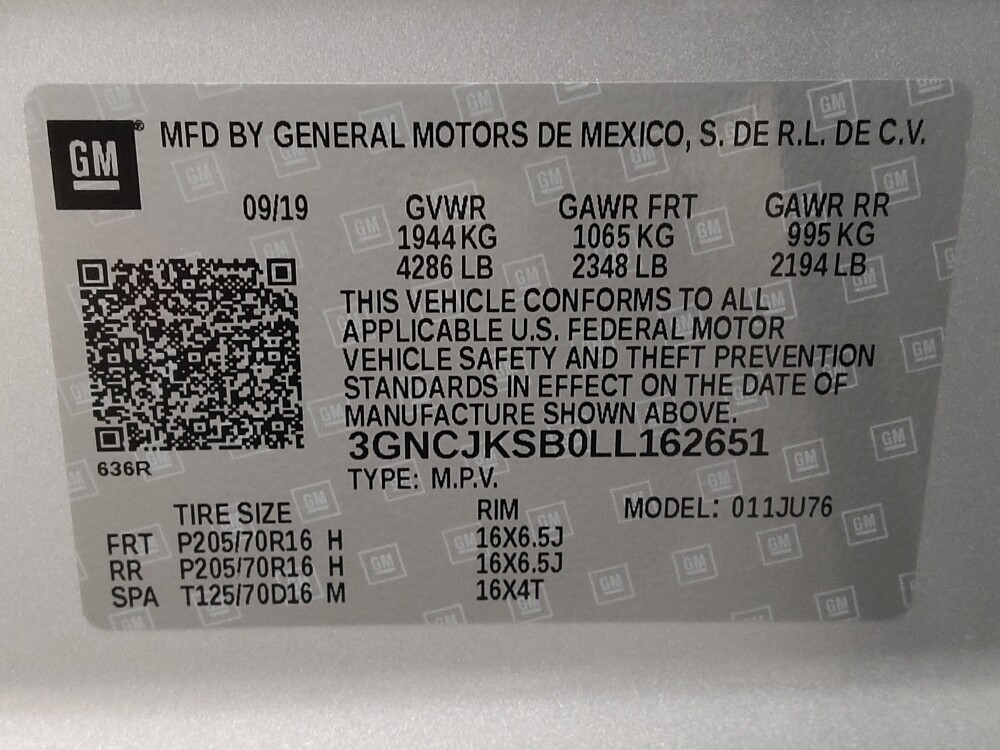 GM® MFD BY GENERAL MOTORS DE MEXICO, S. DE R.L. DE C.V.
09/19 GVWR GAWR FRT GAWR RR
1944 KG 1065 KG 995 KG
4286 LB 2348 LB 2194 LB
THIS VEHICLE CONFORMS TO ALL
APPLICABLE U.S. FEDERAL MOTOR
VEHICLE SAFETY AND THEFT PREVENTION
STANDARDS IN EFFECT ON THE DATE OF
MANUFACTURE SHOWN ABOVE.
3GNCJKSB0LL162651
636R
TYPE: M.P.V.
TIRE SIZE RIM MODEL: 011JU76
FRT P205/70R16 H 16X6.5J
RR P205/70R16 H 16X6.5J
SPA T125/70D16 M 16X4T